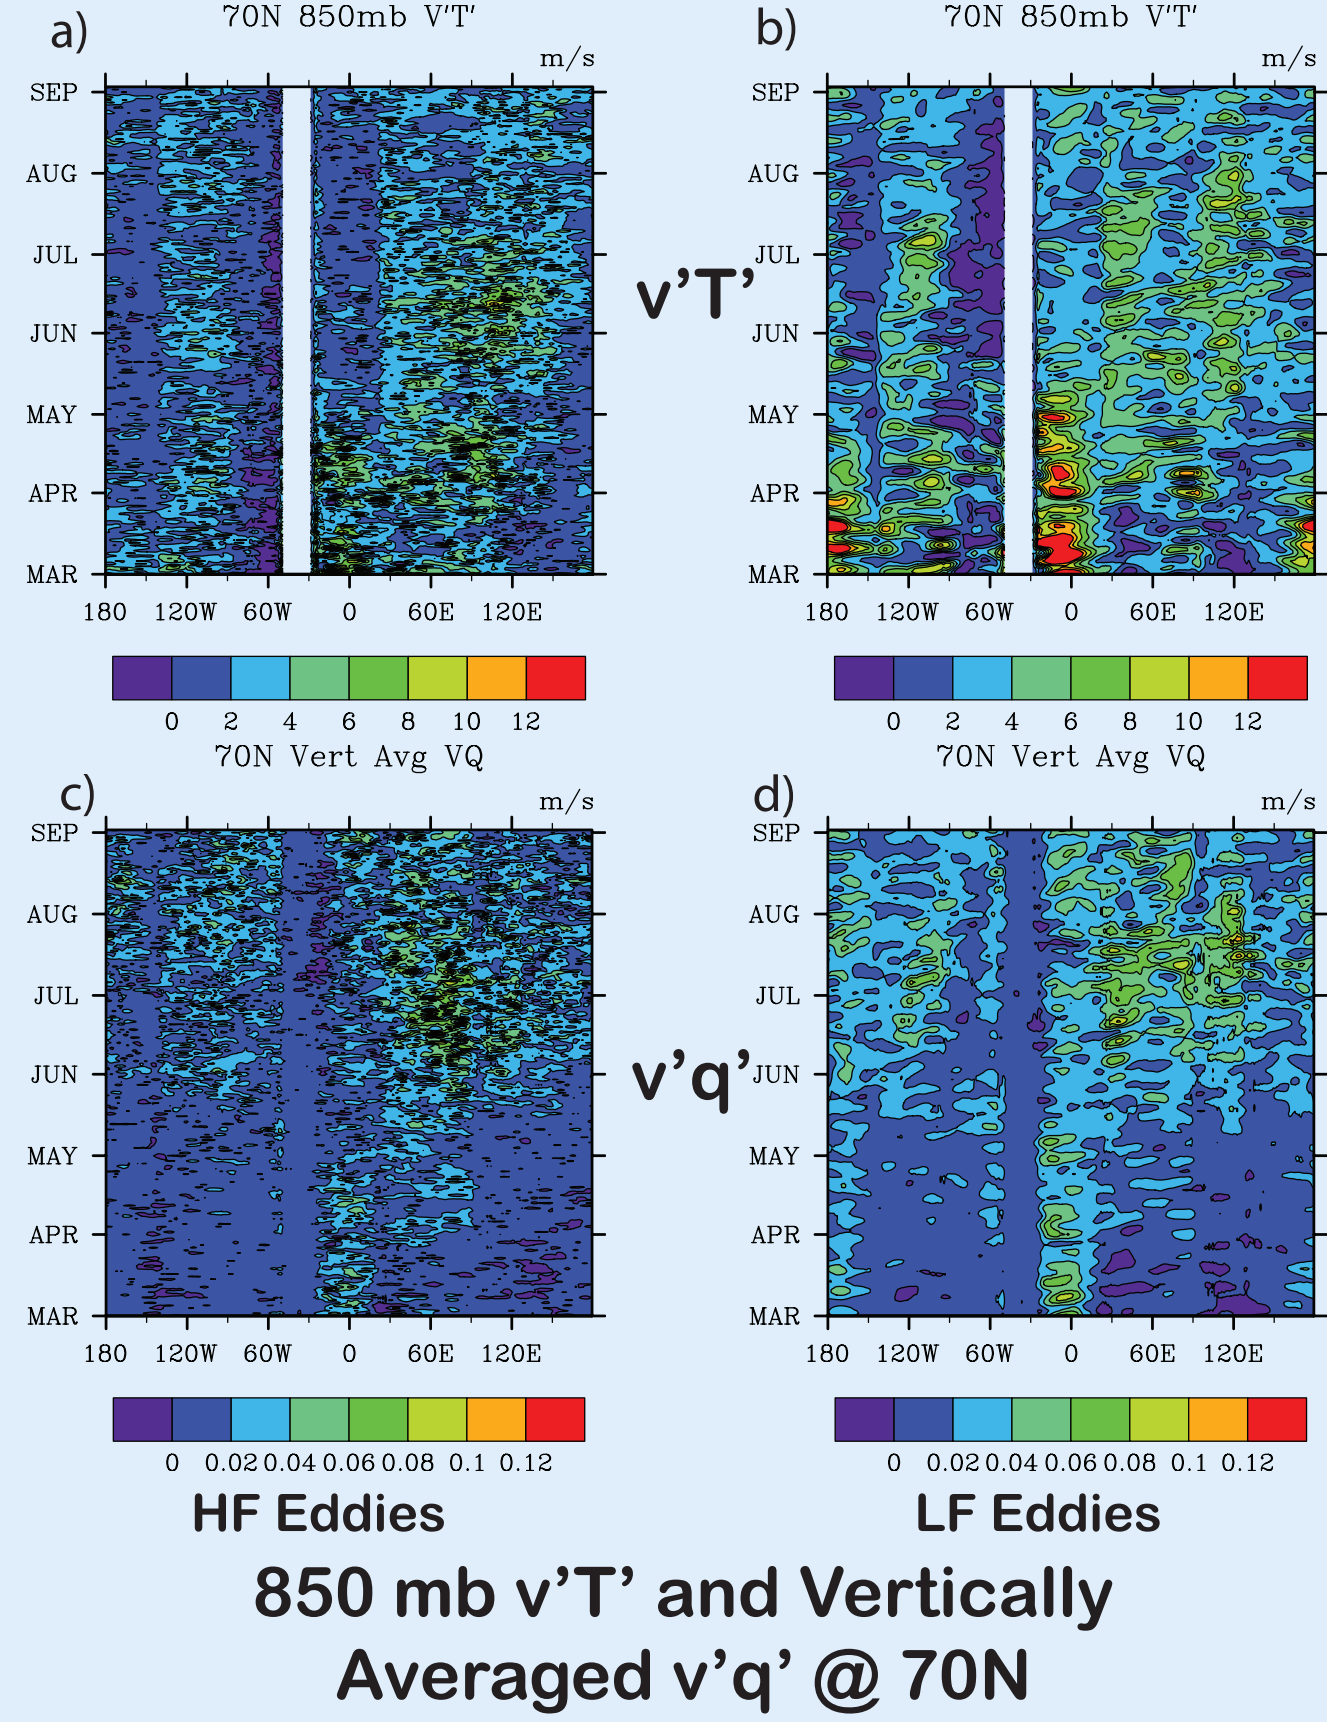 a)
70N 850mb V'T'
m/s
SEP
AUG
JUL
JUN
MAY
APR
MAR
180 120W 60W 0 60E 120E
0 2 4 6 8 10 12
b)
70N 850mb V'T'
m/s
SEP
AUG
JUL
JUN
MAY
APR
MAR
180 120W 60W 0 60E 120E
0 2 4 6 8 10 12
v’T’
c)
70N Vert Avg VQ
m/s
SEP
AUG
JUL
JUN
MAY
APR
MAR
180 120W 60W 0 60E 120E
0 0.02 0.04 0.06 0.08 0.1 0.12
d)
70N Vert Avg VQ
m/s
SEP
AUG
JUL
JUN
MAY
APR
MAR
180 120W 60W 0 60E 120E
0 0.02 0.04 0.06 0.08 0.1 0.12
v’q’
HF Eddies
LF Eddies
850 mb v’T’ and Vertically
Averaged v’q’ @ 70N